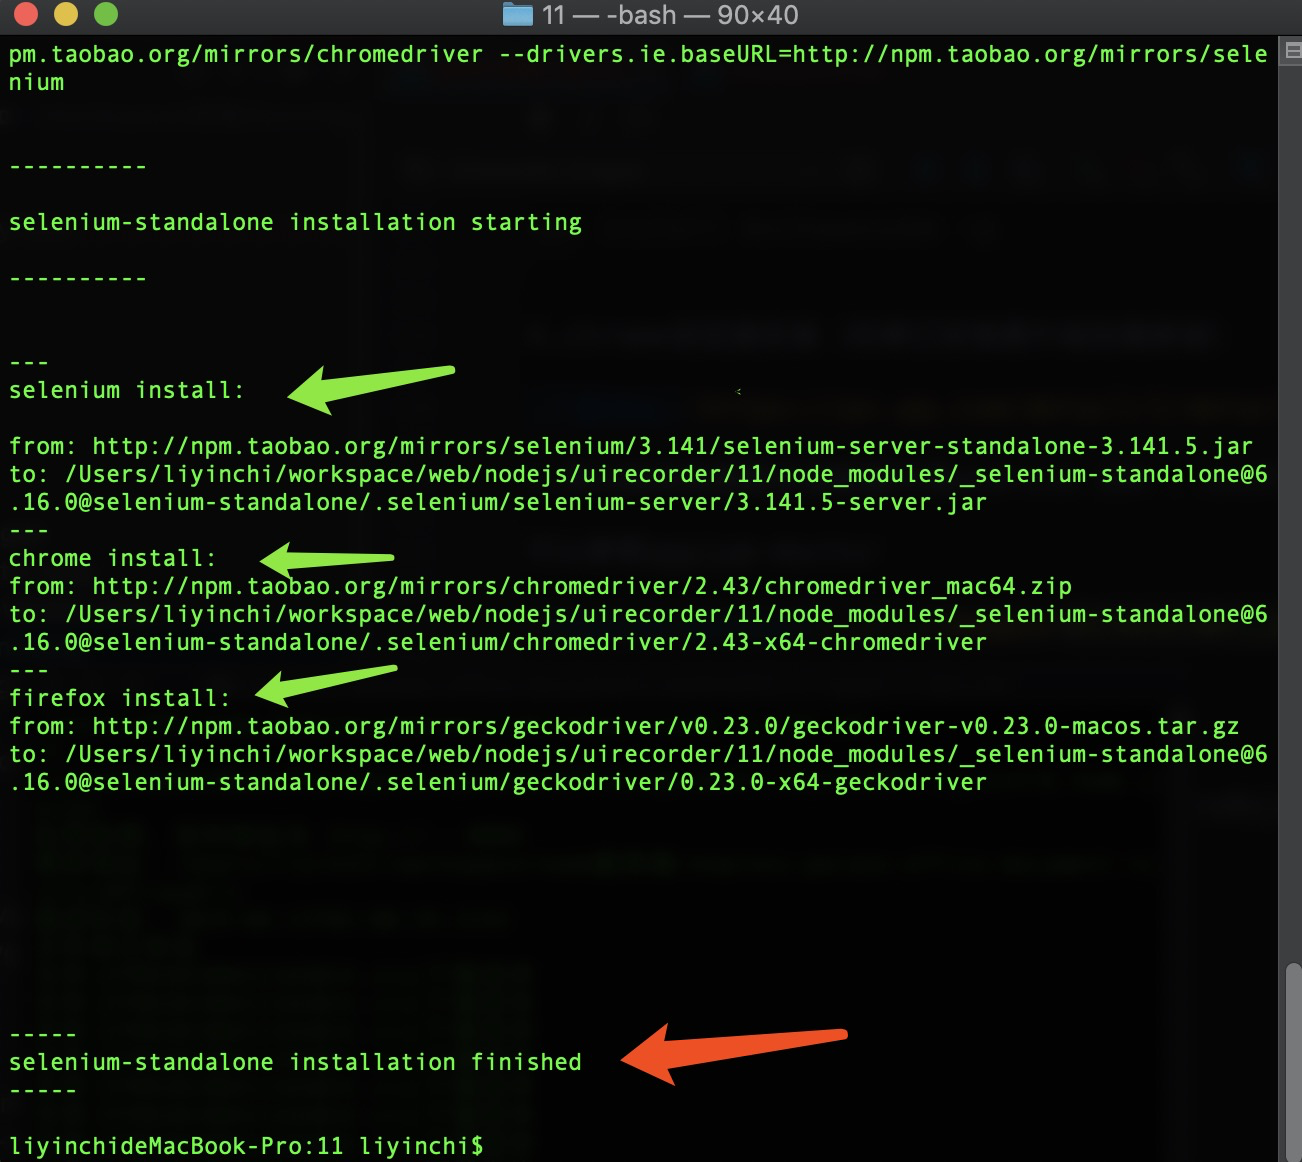 11 — -bash — 90×40
pm.taobao.org/mirrors/chromedriver --drivers.ie.baseURL=http://npm.taobao.org/mirrors/sele
nium
----------
selenium-standalone installation starting
----------
---
selenium install:
from: http://npm.taobao.org/mirrors/selenium/3.141/selenium-server-standalone-3.141.5.jar
to: /Users/liyinchi/workspace/web/nodejs/uirecorder/11/node_modules/_selenium-standalone@6
.16.0@selenium-standalone/.selenium/selenium-server/3.141.5-server.jar
---
chrome install:
from: http://npm.taobao.org/mirrors/chromedriver/2.43/chromedriver_mac64.zip
to: /Users/liyinchi/workspace/web/nodejs/uirecorder/11/node_modules/_selenium-standalone@6
.16.0@selenium-standalone/.selenium/chromedriver/2.43-x64-chromedriver
---
firefox install:
from: http://npm.taobao.org/mirrors/geckodriver/v0.23.0/geckodriver-v0.23.0-macos.tar.gz
to: /Users/liyinchi/workspace/web/nodejs/uirecorder/11/node_modules/_selenium-standalone@6
.16.0@selenium-standalone/.selenium/geckodriver/0.23.0-x64-geckodriver
-----
selenium-standalone installation finished
-----
liyinchideMacBook-Pro:11 liyinchi$